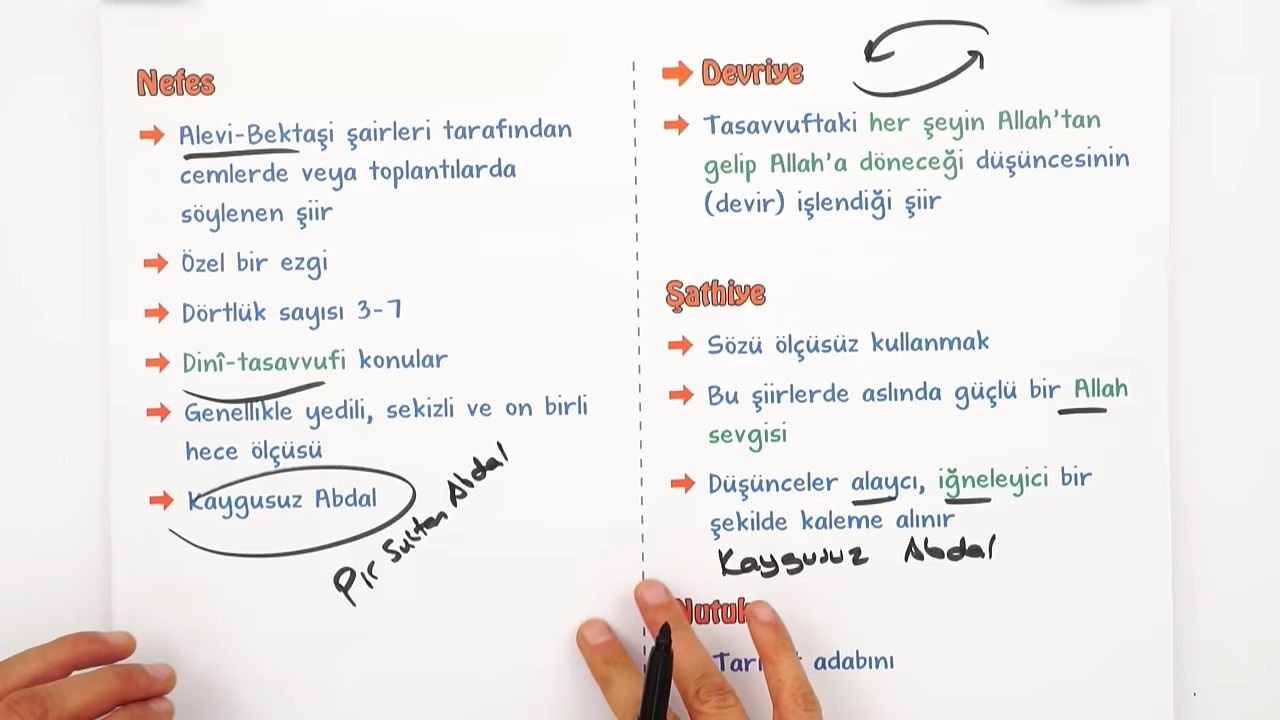 Nefes
Alevi-Bektaşi şairleri tarafından
cemlerde veya toplantılarda
söylenen şiir
Özel bir ezgi
Dörtlük sayısı 3-7
Dinî-tasavvufi konular
Genellikle yedili, sekizli ve on birli
hece ölçüsü
Kaygusuz Abdal
Pir Sultan Abdal
Devriye
Tasavvuftaki her şeyin Allah'tan
gelip Allah'a döneceği düşüncesinin
(devir) işlendiği şiir
Şathiye
Sözü ölçüsüz kullanmak
Bu şiirlerde aslında güçlü bir Allah
sevgisi
Düşünceler alaycı, iğneleyici bir
şekilde kaleme alınır
Kaygusuz Abdal
Nutuk
adabını